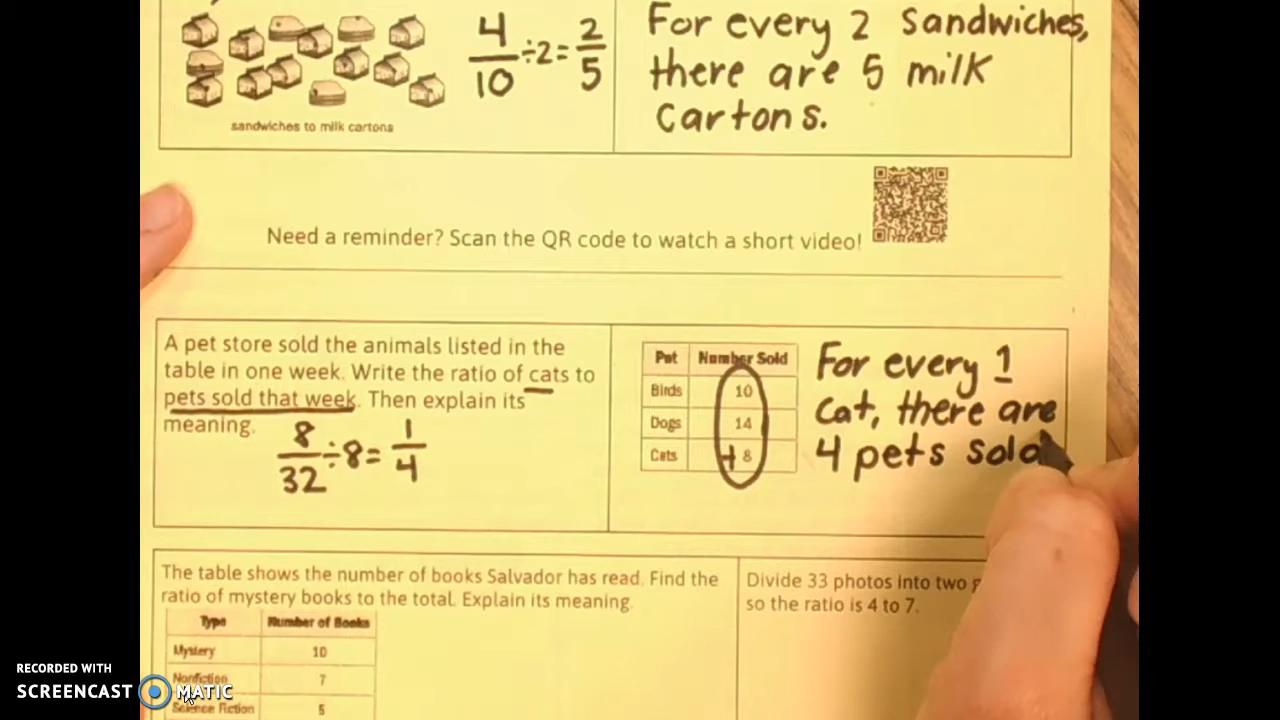 4/10 ÷2= 2/5
For every 2 sandwiches,
there are 5 milk
cartons.
sandwiches to milk cartons
Need a reminder? Scan the QR code to watch a short video!
A pet store sold the animals listed in the
table in one week. Write the ratio of cats to
pets sold that week. Then explain its
meaning.
8/32 ÷8= 1/4
Pet Number Sold
Birds 10
Dogs 14
Cats + 8
For every 1
cat, there are
4 pets sold
The table shows the number of books Salvador has read. Find the
ratio of mystery books to the total. Explain its meaning.
Type Number of Books
Mystery 10
Nonfiction 7
Science Fiction 5
Divide 33 photos into two
so the ratio is 4 to 7.
RECORDED WITH
SCREENCAST MATIC